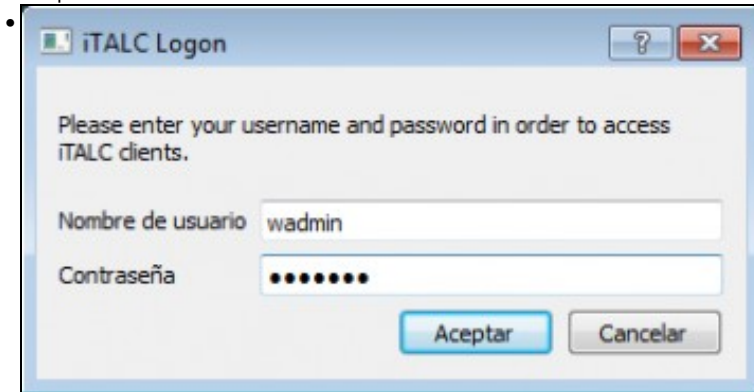 iTALC Logon
Please enter your username and password in order to access
iTALC clients.
Nombre de usuario wadmin
Contraseña •••••••
Aceptar Cancelar